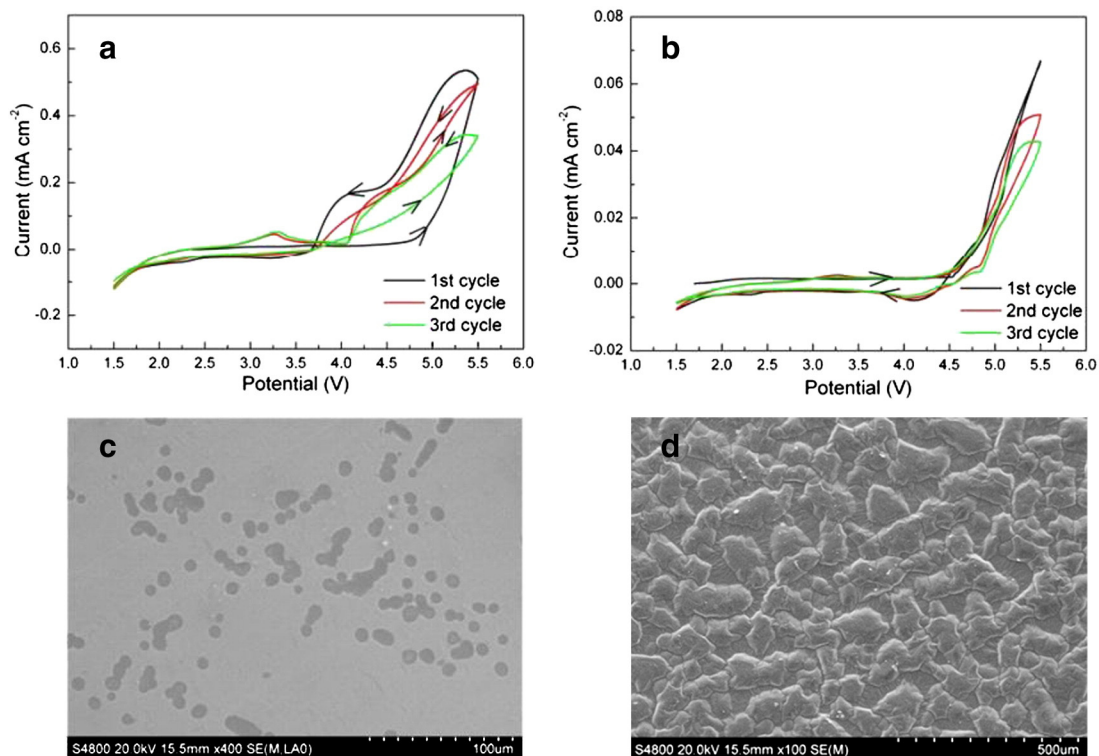 a
0.6
0.4
0.2
0.0
-0.2
Current (mA cm-2)
1st cycle
2nd cycle
3rd cycle
1.0 1.5 2.0 2.5 3.0 3.5 4.0 4.5 5.0 5.5 6.0
Potential (V)
b
0.08
0.06
0.04
0.02
0.00
-0.02
Current (mA cm-2)
1st cycle
2nd cycle
3rd cycle
1.0 1.5 2.0 2.5 3.0 3.5 4.0 4.5 5.0 5.5 6.0
Potential (V)
c
S4800 20.0kV 15.5mm x400 SE(M,LA0) 100um
d
S4800 20.0kV 15.5mm x100 SE(M) 500um